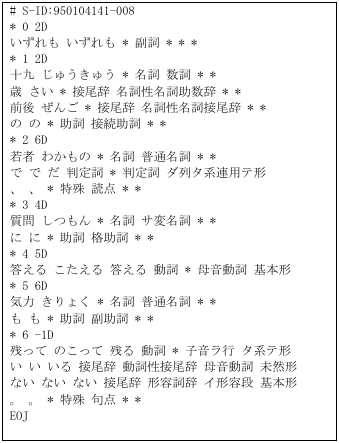 # S-ID:950104141-008
* 0 2D
いずれも いずれも * 副詞 * * *
* 1 2D
十九 じゅうきゅう * 名詞 数詞 * *
歳 さい * 接尾辞 名詞性名詞助数辞 * *
前後 ぜんご * 接尾辞 名詞性名詞接尾辞 * *
の の * 助詞 接続助詞 * *
* 2 6D
若者 わかもの * 名詞 普通名詞 * *
で で だ 判定詞 * 判定詞 ダ列タ系連用テ形
、 、 * 特殊 読点 * *
* 3 4D
質問 しつもん * 名詞 サ変名詞 * *
に に * 助詞 格助詞 * *
* 4 5D
答える こたえる 答える 動詞 * 母音動詞 基本形
* 5 6D
気力 きりょく * 名詞 普通名詞 * *
も も * 助詞 副助詞 * *
* 6 -1D
残って のこって 残る 動詞 * 子音ラ行 タ系テ形
い い いる 接尾辞 動詞性接尾辞 母音動詞 未然形
ない ない ない 接尾辞 形容詞辞 イ形容段 基本形
。 。 * 特殊 句点 * *
EOJ